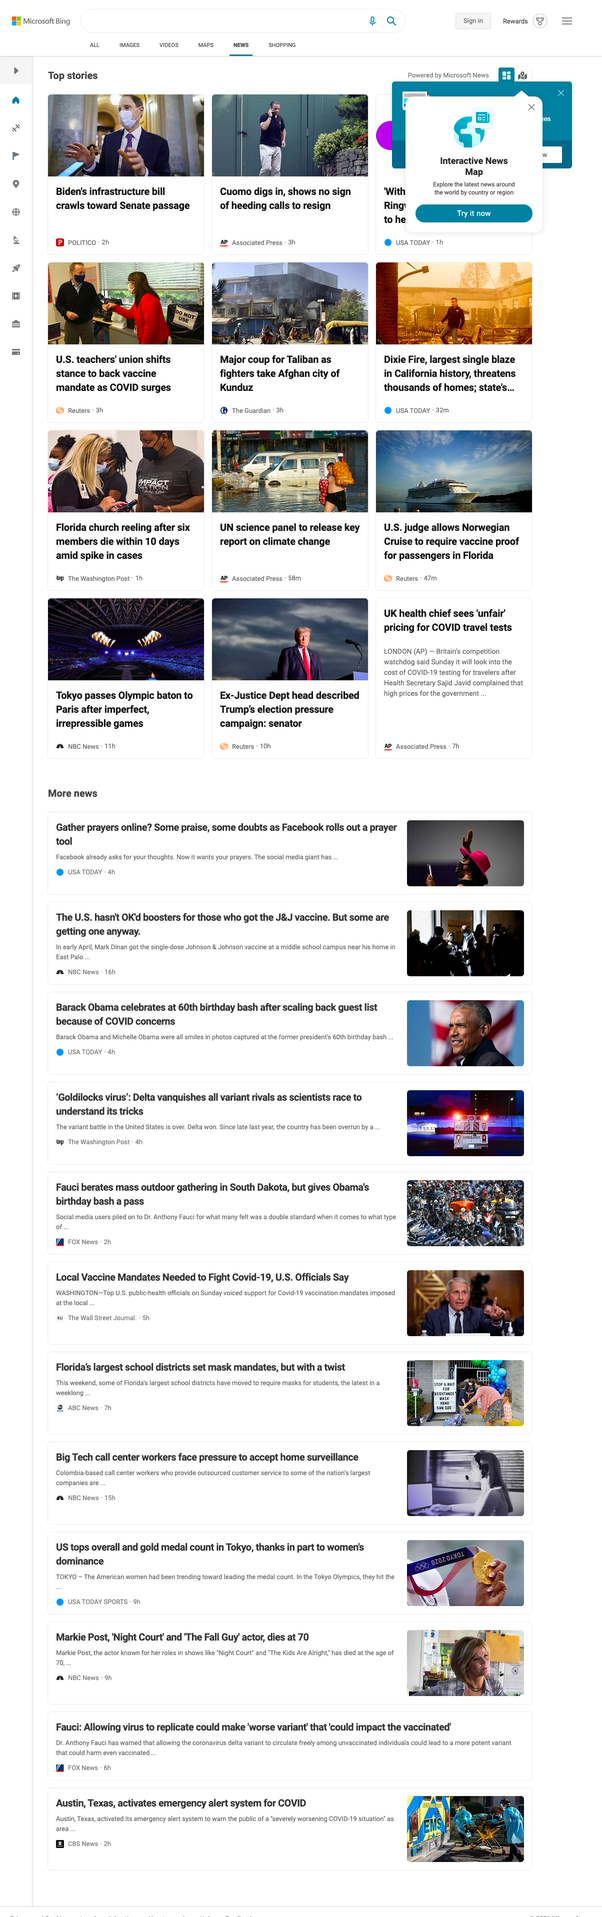 Microsoft Bing
Sign in
Rewards
ALL
IMAGES
VIDEOS
MAPS
NEWS
SHOPPING
Top stories
Powered by Microsoft News
Interactive News
Map
Explore the latest news around
the world by country or region
Try it now
Biden's infrastructure bill
crawls toward Senate passage
POLITICO · 2h
Cuomo digs in, shows no sign
of heeding calls to resign
AP Associated Press · 3h
'With
Ring
to he
USA TODAY · 1h
U.S. teachers' union shifts
stance to back vaccine
mandate as COVID surges
Reuters · 3h
DO NOT
USE
Major coup for Taliban as
fighters take Afghan city of
Kunduz
The Guardian · 3h
Dixie Fire, largest single blaze
in California history, threatens
thousands of homes; state's...
USA TODAY · 32m
IMPACT
Florida church reeling after six
members die within 10 days
amid spike in cases
wp The Washington Post · 1h
UN science panel to release key
report on climate change
AP Associated Press · 58m
U.S. judge allows Norwegian
Cruise to require vaccine proof
for passengers in Florida
Reuters · 47m
Tokyo passes Olympic baton to
Paris after imperfect,
irrepressible games
NBC News · 11h
Ex-Justice Dept head described
Trump's election pressure
campaign: senator
Reuters · 10h
UK health chief sees 'unfair'
pricing for COVID travel tests
LONDON (AP) — Britain's competition
watchdog said Sunday it will look into the
cost of COVID-19 testing for travelers after
Health Secretary Sajid Javid complained that
high prices for the government ...
AP Associated Press · 7h
More news
Gather prayers online? Some praise, some doubts as Facebook rolls out a prayer
tool
Facebook already asks for your thoughts. Now it wants your prayers. The social media giant has ...
USA TODAY · 4h
The U.S. hasn't OK'd boosters for those who got the J&J vaccine. But some are
getting one anyway.
In early April, Mark Dinan got the single-dose Johnson & Johnson vaccine at a middle school campus near his home in
East Palo ...
NBC News · 16h
Barack Obama celebrates at 60th birthday bash after scaling back guest list
because of COVID concerns
Barack Obama and Michelle Obama were all smiles in photos captured at the former president's 60th birthday bash ...
USA TODAY · 4h
'Goldilocks virus': Delta vanquishes all variant rivals as scientists race to
understand its tricks
The variant battle in the United States is over. Delta won. Since late last year, the country has been overrun by a ...
wp The Washington Post · 4h
Fauci berates mass outdoor gathering in South Dakota, but gives Obama's
birthday bash a pass
Social media users piled on to Dr. Anthony Fauci for what many felt was a double standard when it comes to what type
of ...
FOX News · 2h
Local Vaccine Mandates Needed to Fight Covid-19, U.S. Officials Say
WASHINGTON—Top U.S. public-health officials on Sunday voiced support for Covid-19 vaccination mandates imposed
at the local ...
WSJ The Wall Street Journal. · 5h
Florida's largest school districts set mask mandates, but with a twist
This weekend, some of Florida's largest school districts have moved to require masks for students, the latest in a
weeklong ...
ABC News · 7h
STOP & WAIT
FOR
ASSISTANCE
WASH
HAND
SAN SIZE
Big Tech call center workers face pressure to accept home surveillance
Colombia-based call center workers who provide outsourced customer service to some of the nation's largest
companies are ...
NBC News · 15h
US tops overall and gold medal count in Tokyo, thanks in part to women's
dominance
TOKYO – The American women had been trending toward leading the medal count. In the Tokyo Olympics, they hit the
...
USA TODAY SPORTS · 9h
TOKYO 2020
Markie Post, 'Night Court' and 'The Fall Guy' actor, dies at 70
Markie Post, the actor known for her roles in shows like "Night Court" and "The Kids Are Alright," has died at the age of
70, ...
NBC News · 9h
Fauci: Allowing virus to replicate could make 'worse variant' that 'could impact the vaccinated'
Dr. Anthony Fauci has warned that allowing the coronavirus delta variant to circulate freely among unvaccinated individuals could lead to a more potent variant
that could harm even vaccinated ...
FOX News · 6h
Austin, Texas, activates emergency alert system for COVID
Austin, Texas, activated its emergency alert system to warn the public of a "severely worsening COVID-19 situation" as
area ...
CBS News · 2h
EMS